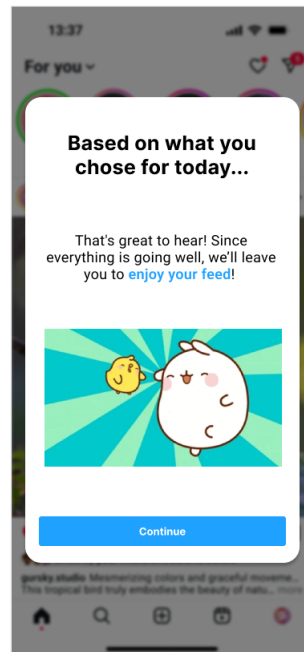 13:37
For you
Based on what you
chose for today...
That's great to hear! Since
everything is going well, we'll leave
you to enjoy your feed!
Continue
gursky.studio Mesmerizing colors and graceful moveme...
This tropical bird truly embodies the beauty of natu... more